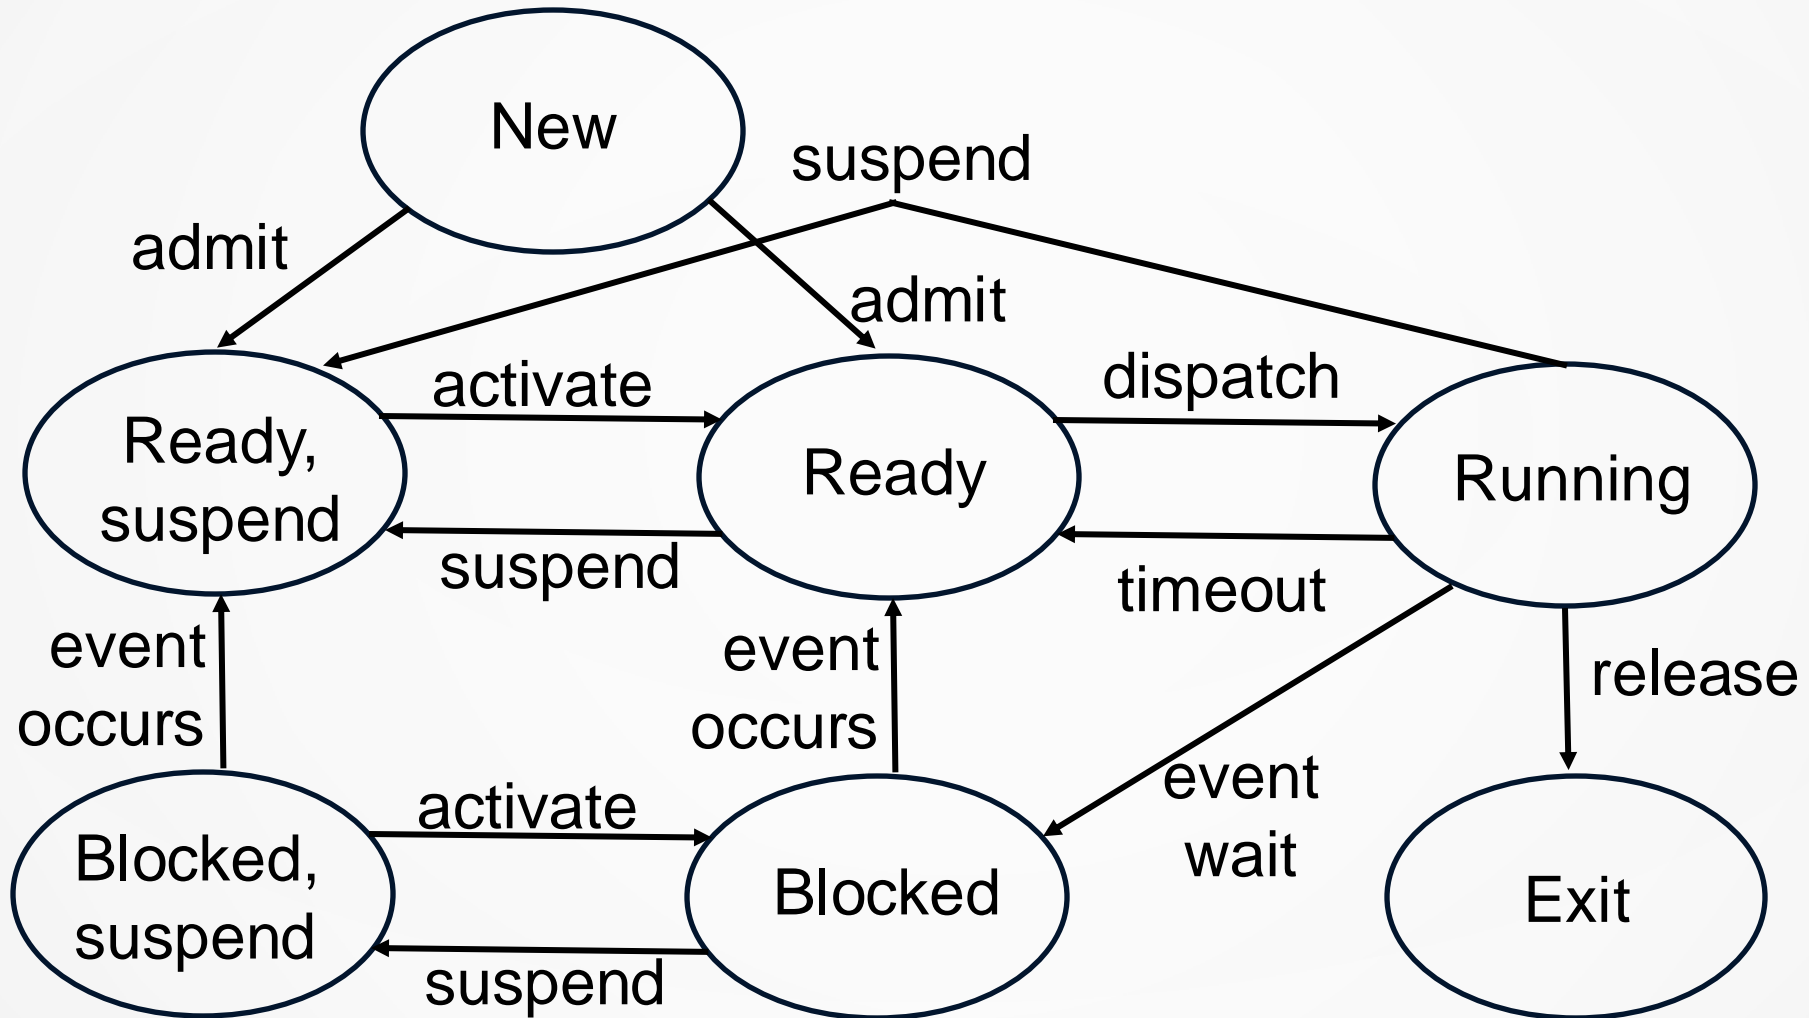 New
suspend
admit
admit
activate
dispatch
Ready,
suspend
Ready
Running
suspend
timeout
event
occurs
event
occurs
release
activate
event
wait
Blocked,
suspend
Blocked
Exit
suspend